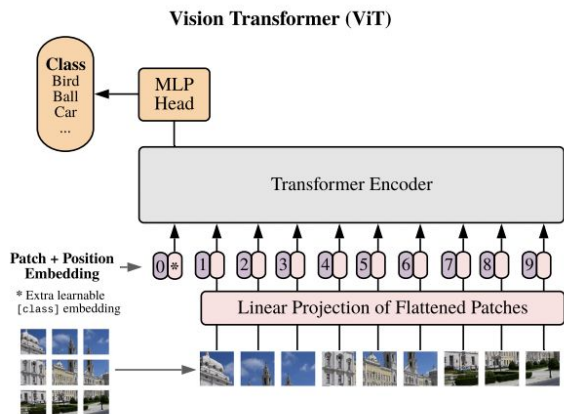 Vision Transformer (ViT)
Class
Bird
Ball
Car
...
MLP
Head
Transformer Encoder
Patch + Position
Embedding
0 * 1 2 3 4 5 6 7 8 9
* Extra learnable
[class] embedding
Linear Projection of Flattened Patches